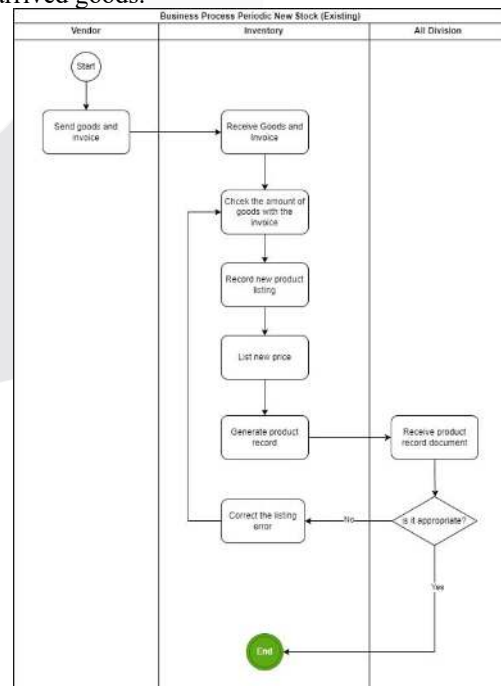 arrived goods.
Business Process Periodic New Stock (Existing)
Vendor
Inventory
All Division
Start
Send goods and
invoice
Receive Goods and
Invoice
Chcek the amount of
goods with the
invoice
Record new product
listing
List new price
Generate product
record
Receive product
record document
Correct the listing
error
No
Is it appropriate?
Yes
End